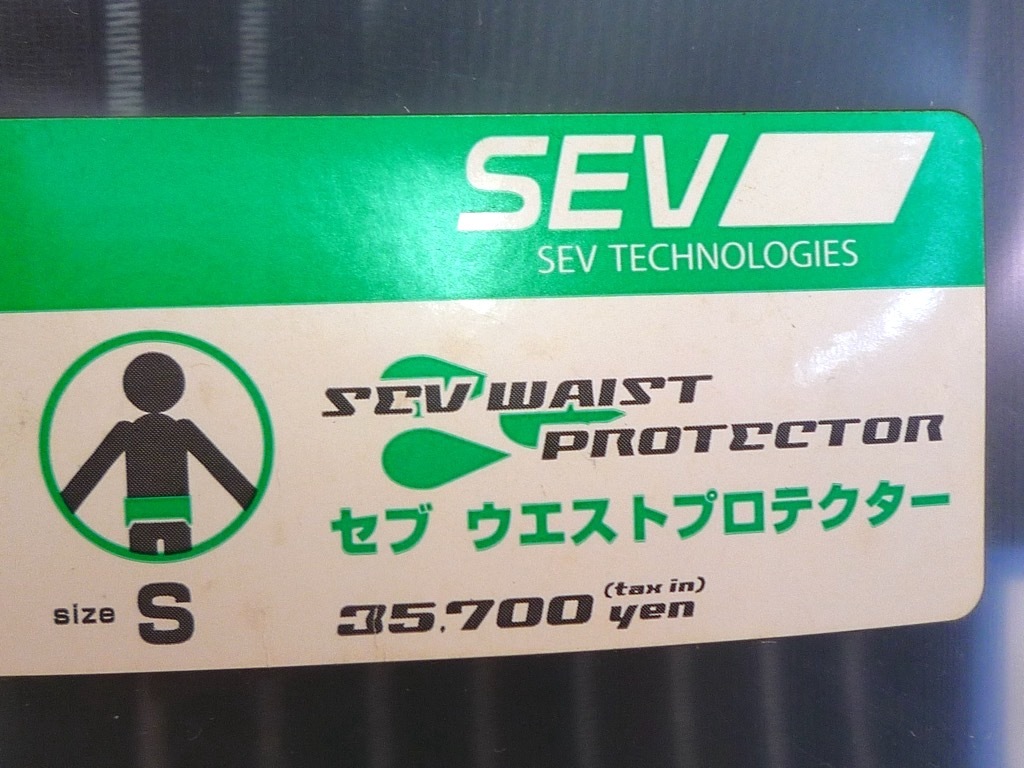 SEV
SEV TECHNOLOGIES
SEV WAIST
PROTECTOR
セブ ウエストプロテクター
size S
35,700 yen (tax in)